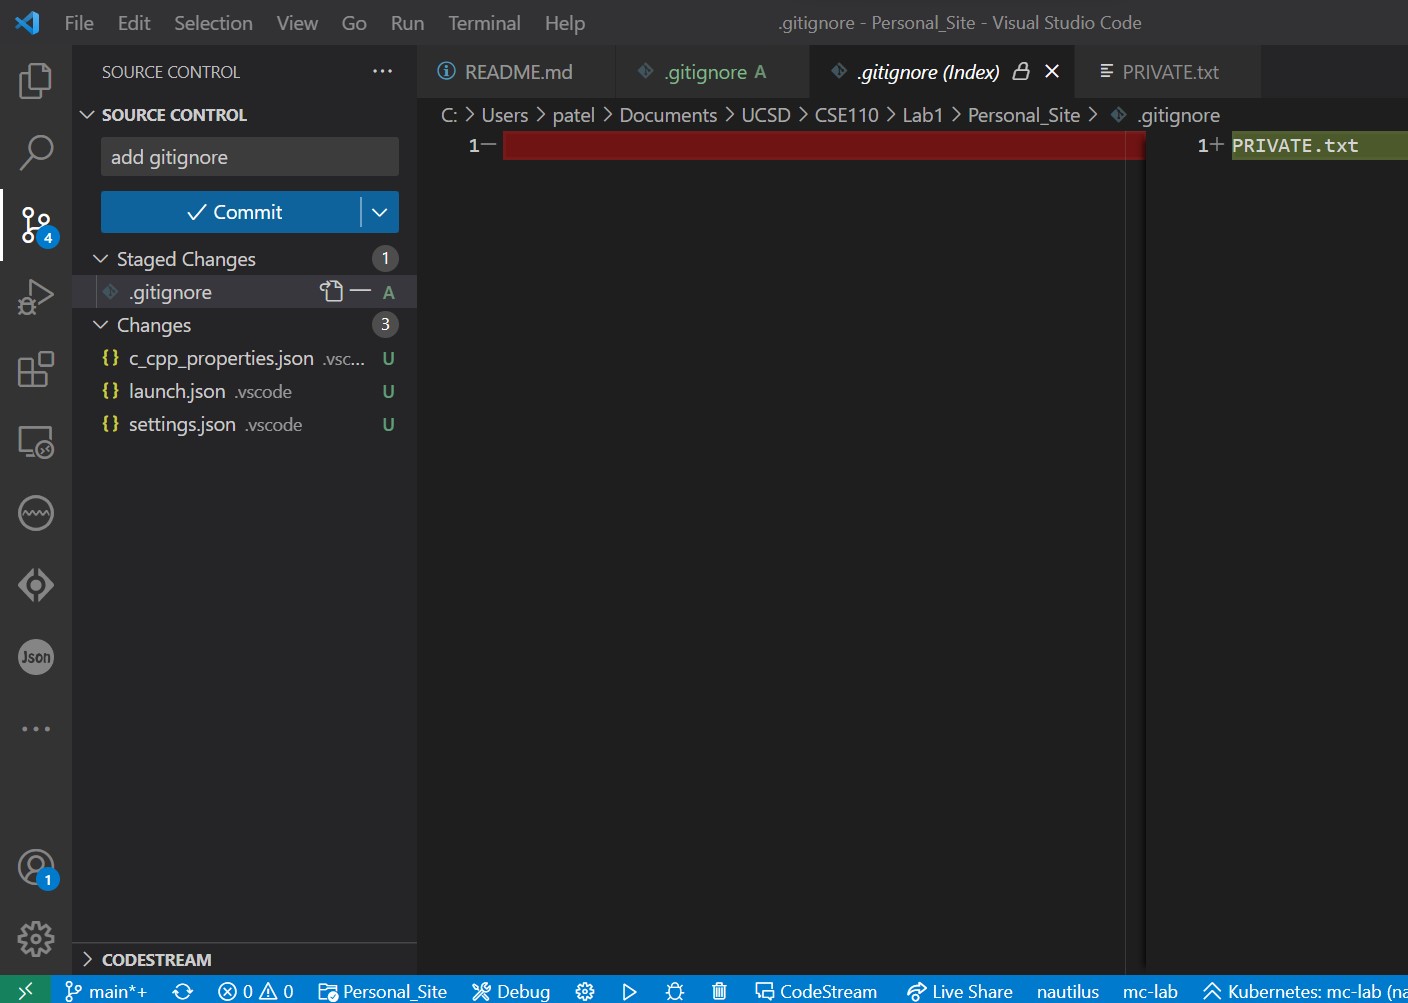 File Edit Selection View Go Run Terminal Help .gitignore - Personal_Site - Visual Studio Code
SOURCE CONTROL ···
README.md .gitignore A .gitignore (Index) PRIVATE.txt
SOURCE CONTROL
C: > Users > patel > Documents > UCSD > CSE110 > Lab1 > Personal_Site > .gitignore
1− 1+ PRIVATE.txt
add gitignore
Commit
4
Staged Changes 1
.gitignore A
Changes 3
{} c_cpp_properties.json .vsc... U
{} launch.json .vscode U
{} settings.json .vscode U
Json
1
CODESTREAM
main*+ 0 0 Personal_Site Debug CodeStream Live Share nautilus mc-lab Kubernetes: mc-lab (na